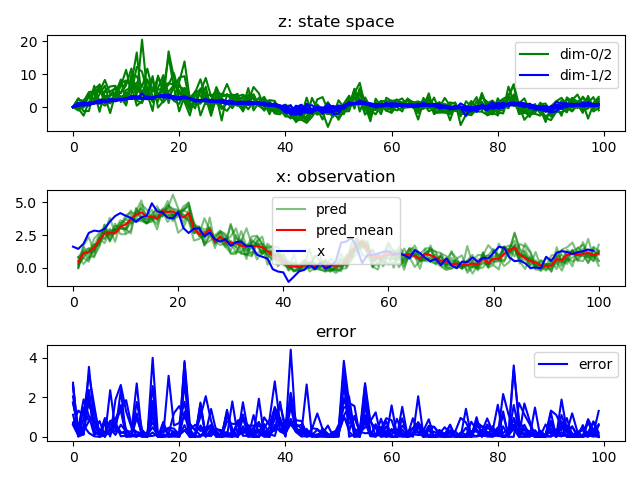 z: state space
20
10
0
dim-0/2
dim-1/2
0 20 40 60 80 100
x: observation
5.0
2.5
0.0
pred
pred_mean
x
0 20 40 60 80 100
error
4
2
0
error
0 20 40 60 80 100